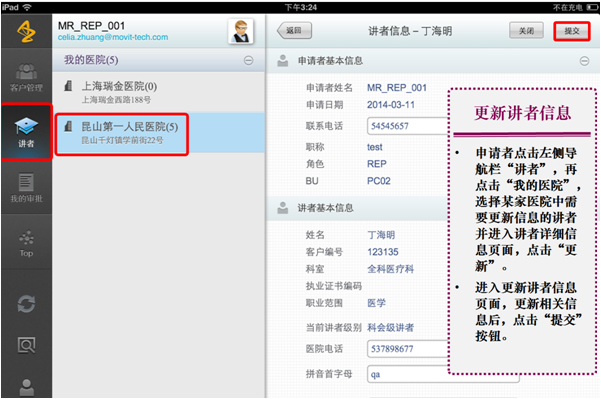 iPad
下午3:24
不在充电
MR_REP_001
celia.zhuang@movit-tech.com
我的医院(5)
上海瑞金医院(0)
上海瑞金西路188号
昆山第一人民医院(5)
昆山千灯镇学前街22号
客户管理
讲者
我的审批
Top
返回
讲者信息 – 丁海明
关闭
提交
申请者基本信息
申请者姓名 MR_REP_001
申请日期 2014-03-11
联系电话 54545657
职称 test
角色 REP
BU PC02
讲者基本信息
姓名 丁海明
客户编号 123135
科室 全科医疗科
执业证书编码
职业范围 医学
当前讲者级别 科会级讲者
医院电话 537898677
拼音首字母 qa
更新讲者信息
• 申请者点击左侧导
航栏“讲者”，再
点击“我的医院”，
选择某家医院中需
要更新信息的讲者
并进入讲者详细信
息页面，点击“更
新”。
• 进入更新讲者信息
页面，更新相关信
息后，点击“提交”
按钮。